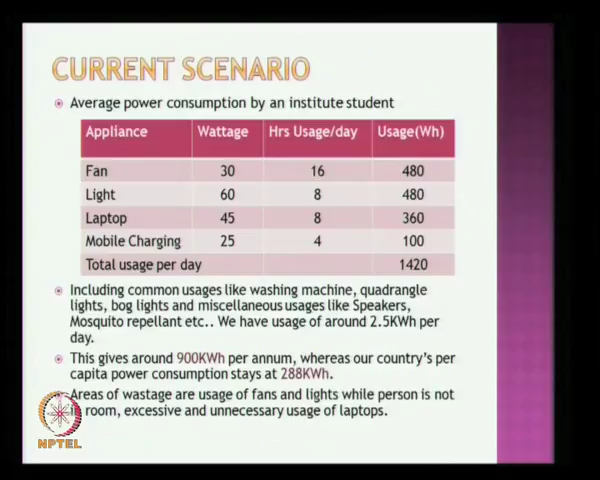 CURRENT SCENARIO
Average power consumption by an institute student
Appliance Wattage Hrs Usage/day Usage(Wh)
Fan 30 16 480
Light 60 8 480
Laptop 45 8 360
Mobile Charging 25 4 100
Total usage per day 1420
Including common usages like washing machine, quadrangle
lights, bog lights and miscellaneous usages like Speakers,
Mosquito repellant etc.. We have usage of around 2.5KWh per
day.
This gives around 900KWh per annum, whereas our country's per
capita power consumption stays at 288KWh.
Areas of wastage are usage of fans and lights while person is not
room, excessive and unnecessary usage of laptops.
NPTEL